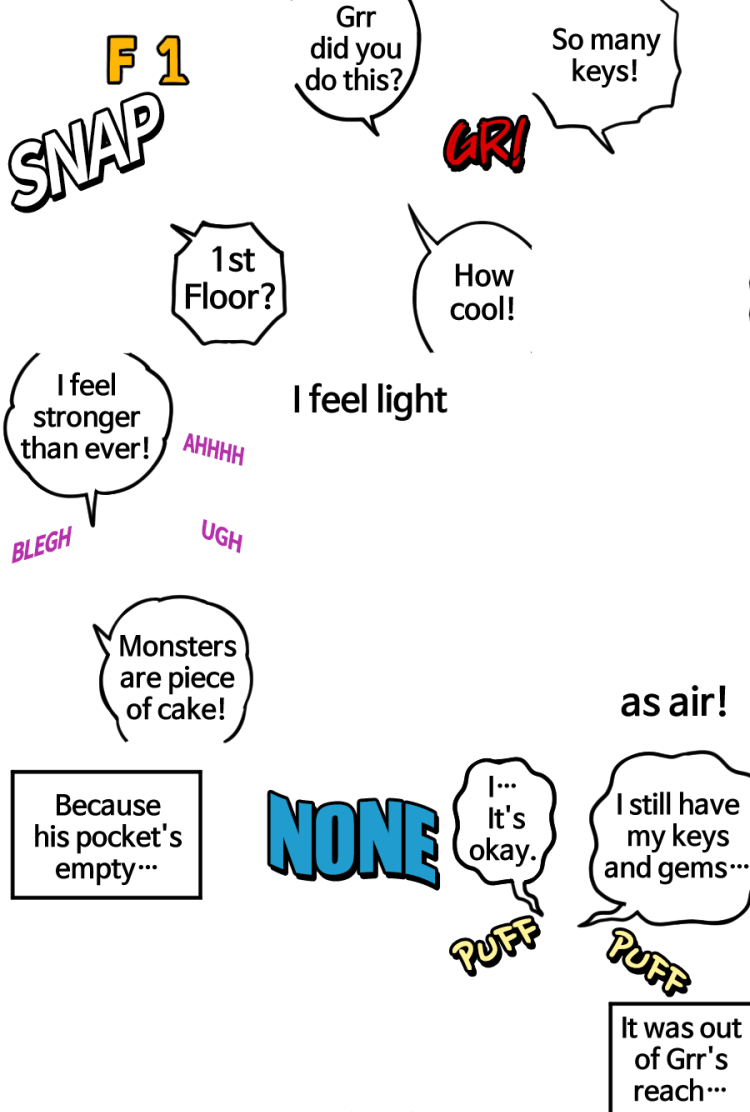 Grr
did you
do this?
So many
keys!
F 1
SNAP
GR!
1st
Floor?
How
cool!
I feel
stronger
than ever!
I feel light
AHHHH
BLEGH
UGH
Monsters
are piece
of cake!
as air!
Because
his pocket's
empty…
NONE
I…
It's
okay.
I still have
my keys
and gems…
PUFF
PUFF
It was out
of Grr's
reach…